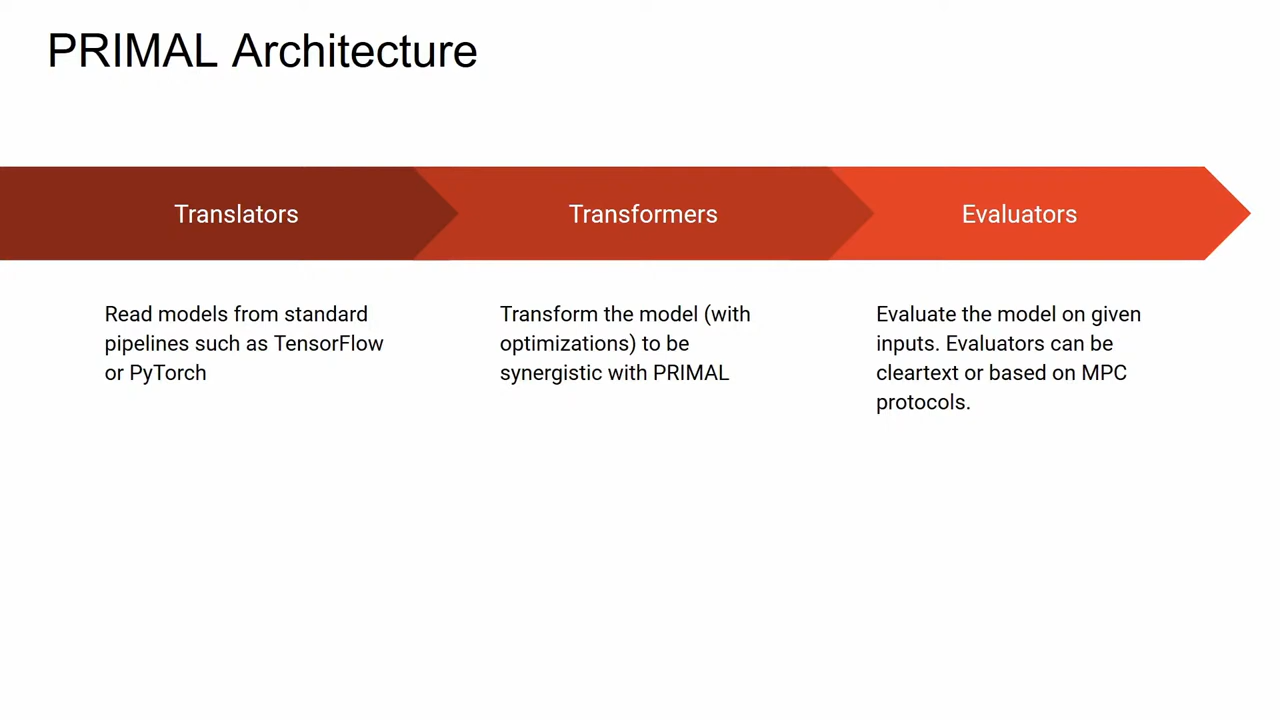 PRIMAL Architecture
Translators
Transformers
Evaluators
Read models from standard
pipelines such as TensorFlow
or PyTorch
Transform the model (with
optimizations) to be
synergistic with PRIMAL
Evaluate the model on given
inputs. Evaluators can be
cleartext or based on MPC
protocols.